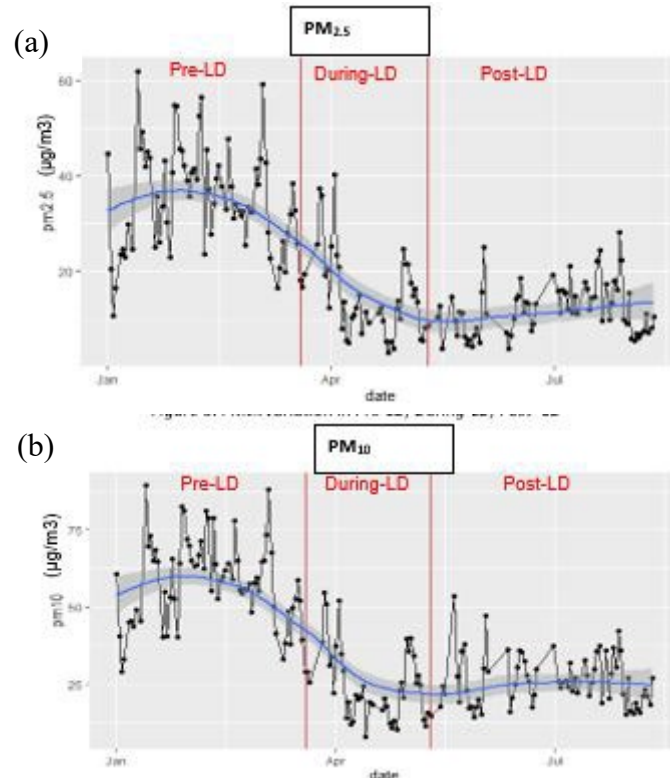 (a)
PM2.5
Pre-LD
During-LD
Post-LD
60
40
20
pm2.5 (µg/m3)
Jan
Apr
Jul
date
(b)
PM10
Pre-LD
During-LD
Post-LD
75
50
25
pm10 (µg/m3)
Jan
Apr
Jul
date